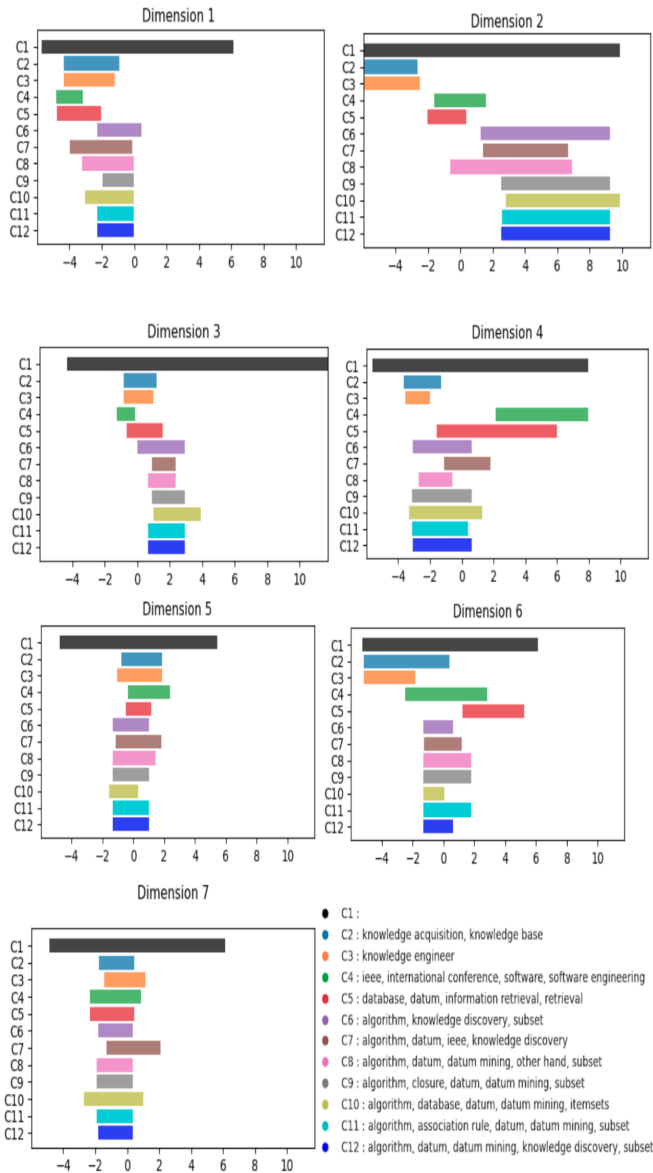 Dimension 1
Dimension 2
C1
C2
C3
C4
C5
C6
C7
C8
C9
C10
C11
C12
−4 −2 0 2 4 6 8 10
C1
C2
C3
C4
C5
C6
C7
C8
C9
C10
C11
C12
−4 −2 0 2 4 6 8 10
Dimension 3
Dimension 4
C1
C2
C3
C4
C5
C6
C7
C8
C9
C10
C11
C12
−4 −2 0 2 4 6 8 10
C1
C2
C3
C4
C5
C6
C7
C8
C9
C10
C11
C12
−4 −2 0 2 4 6 8 10
Dimension 5
Dimension 6
C1
C2
C3
C4
C5
C6
C7
C8
C9
C10
C11
C12
−4 −2 0 2 4 6 8 10
C1
C2
C3
C4
C5
C6
C7
C8
C9
C10
C11
C12
−4 −2 0 2 4 6 8 10
Dimension 7
C1
C2
C3
C4
C5
C6
C7
C8
C9
C10
C11
C12
−4 −2 0 2 4 6 8 10
C1 :
C2 : knowledge acquisition, knowledge base
C3 : knowledge engineer
C4 : ieee, international conference, software, software engineering
C5 : database, datum, information retrieval, retrieval
C6 : algorithm, knowledge discovery, subset
C7 : algorithm, datum, ieee, knowledge discovery
C8 : algorithm, datum, datum mining, other hand, subset
C9 : algorithm, closure, datum, datum mining, subset
C10 : algorithm, database, datum, datum mining, itemsets
C11 : algorithm, association rule, datum, datum mining, subset
C12 : algorithm, datum, datum mining, knowledge discovery, subset